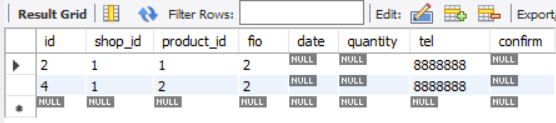 Result Grid Filter Rows: Edit: Export
id shop_id product_id fio date quantity tel confirm
2 1 1 2 NULL NULL 8888888 NULL
4 1 2 2 NULL NULL 8888888 NULL
NULL NULL NULL NULL NULL NULL NULL NULL